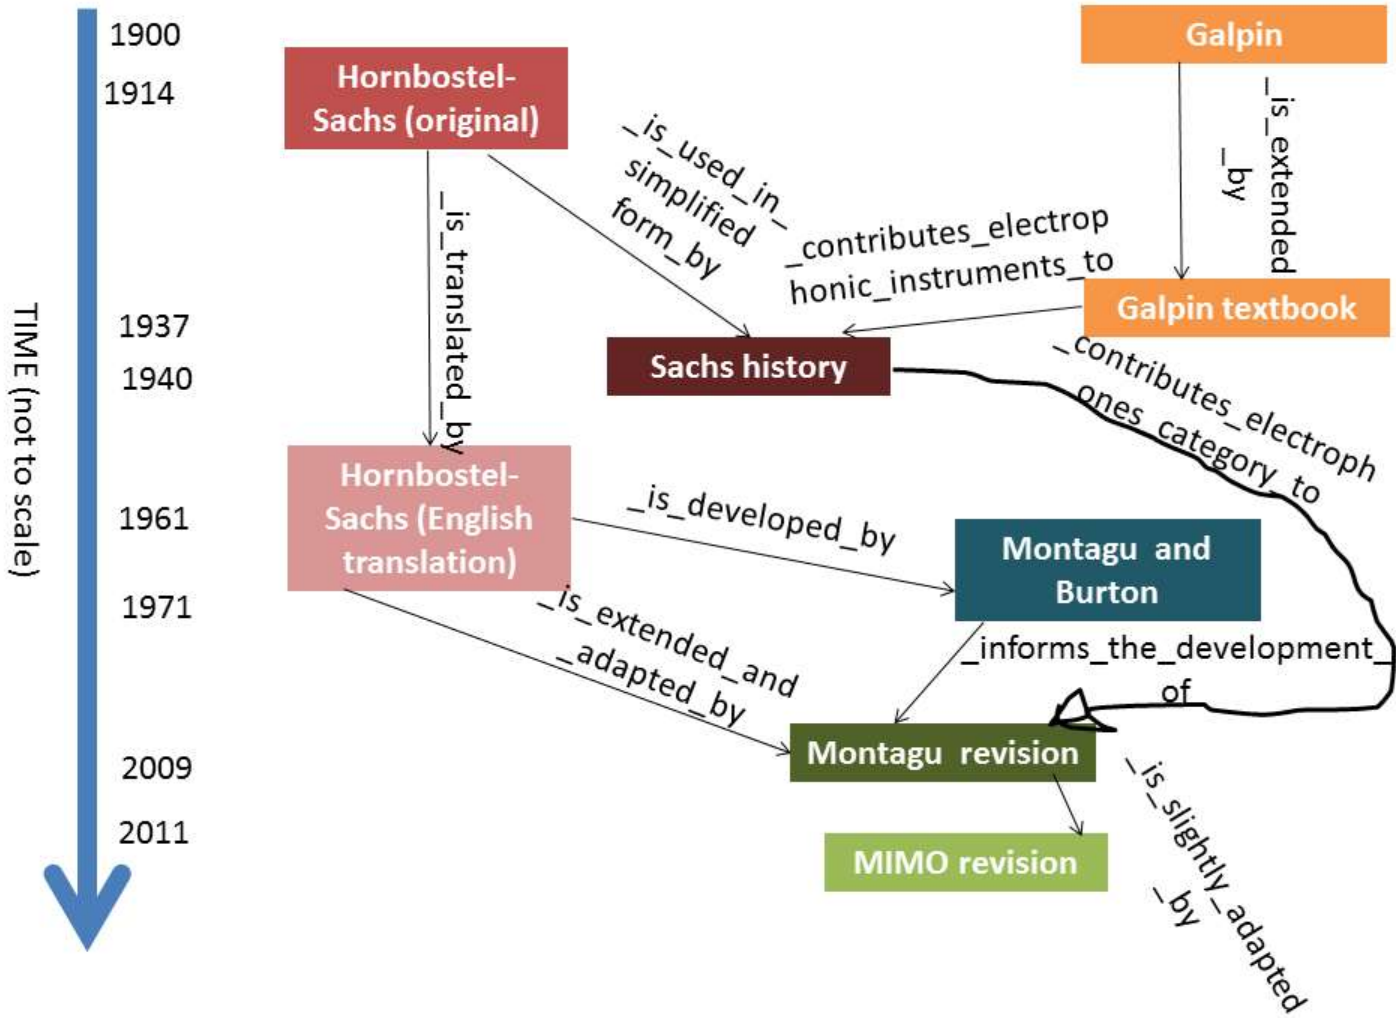 1900
1914
1937
1940
1961
1971
2009
2011
TIME (not to scale)
Hornbostel-
Sachs (original)
Galpin
_is_extended
_by
_is_used_in_
simplified
form_by
_is_translated_by
_contributes_electrop
honic_instruments_to
Galpin textbook
Sachs history
_contributes_electroph
ones_category_to
Hornbostel-
Sachs (English
translation)
_is_developed_by
Montagu and
Burton
_is_extended_and
_adapted_by
_informs_the_development_
of
Montagu revision
_is_slightly_adapted
_by
MIMO revision